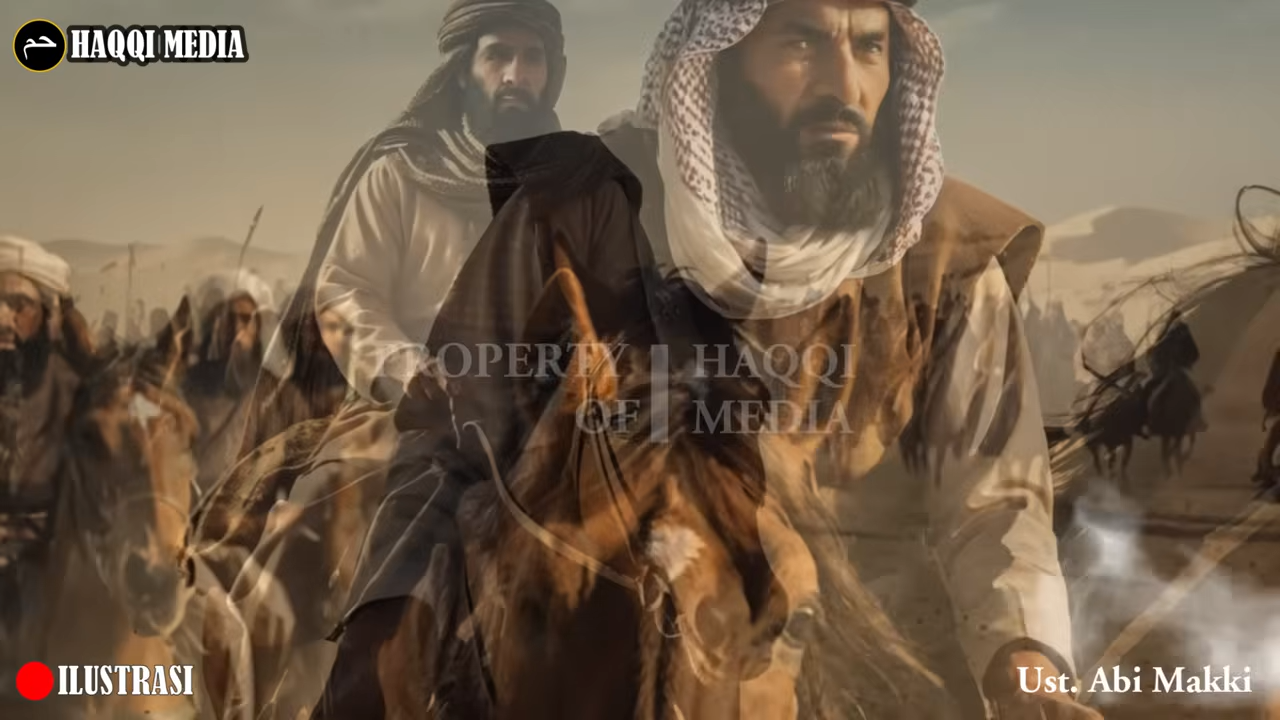 حم
HAQQI MEDIA
PROPERTY
OF
HAQQI
MEDIA
ILUSTRASI
Ust. Abi Makki